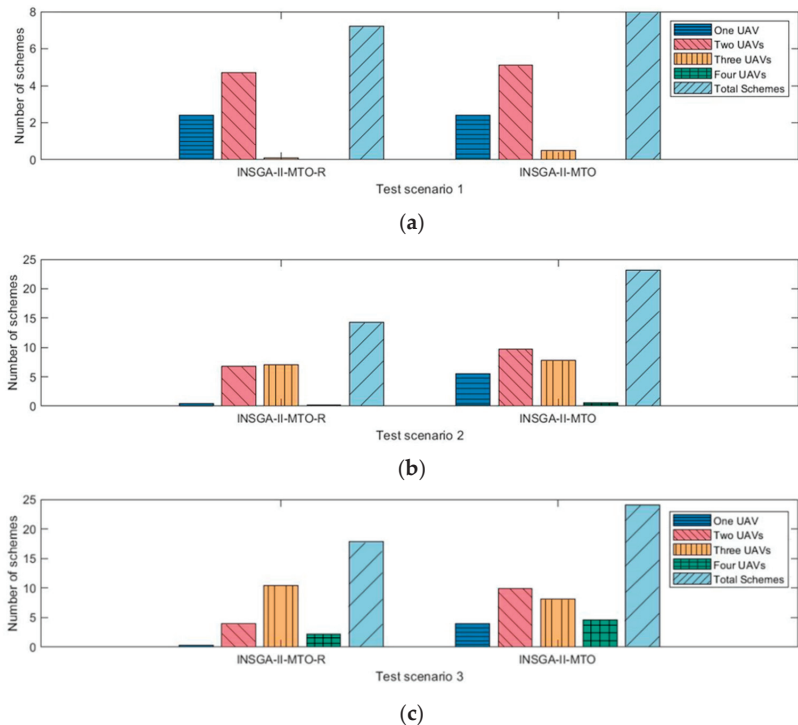 Number of schemes
8
6
4
2
0
One UAV
Two UAVs
Three UAVs
Four UAVs
Total Schemes
INSGA-II-MTO-R
INSGA-II-MTO
Test scenario 1
(a)
Number of schemes
25
20
15
10
5
0
INSGA-II-MTO-R
INSGA-II-MTO
Test scenario 2
(b)
Number of schemes
25
20
15
10
5
0
One UAV
Two UAVs
Three UAVs
Four UAVs
Total Schemes
INSGA-II-MTO-R
INSGA-II-MTO
Test scenario 3
(c)